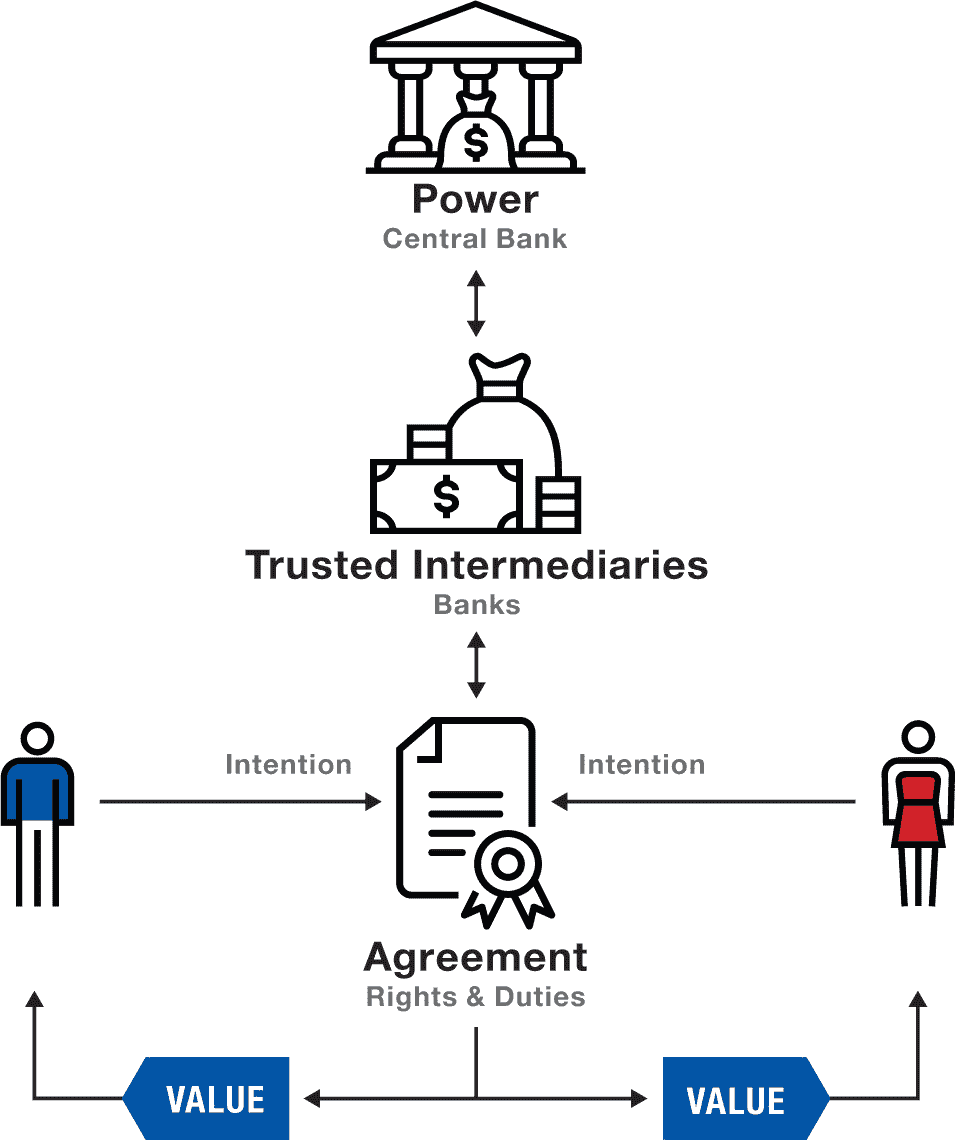 $
Power
Central Bank
$
Trusted Intermediaries
Banks
Intention
Intention
Agreement
Rights & Duties
VALUE
VALUE